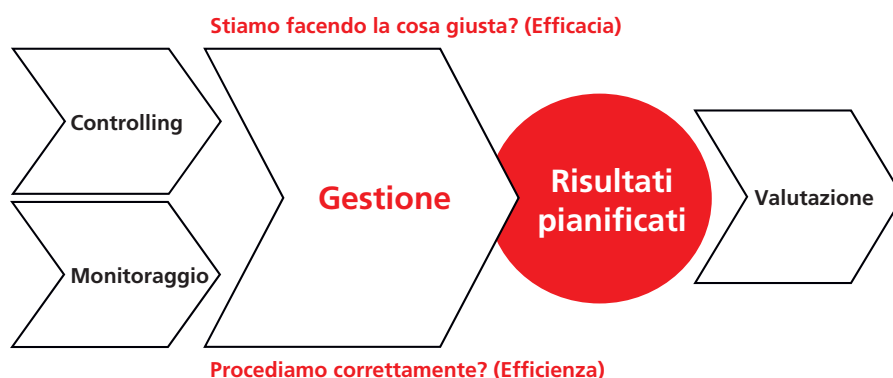 Stiamo facendo la cosa giusta? (Efficacia)
Controlling
Monitoraggio
Gestione
Risultati
pianificati
Valutazione
Procediamo correttamente? (Efficienza)